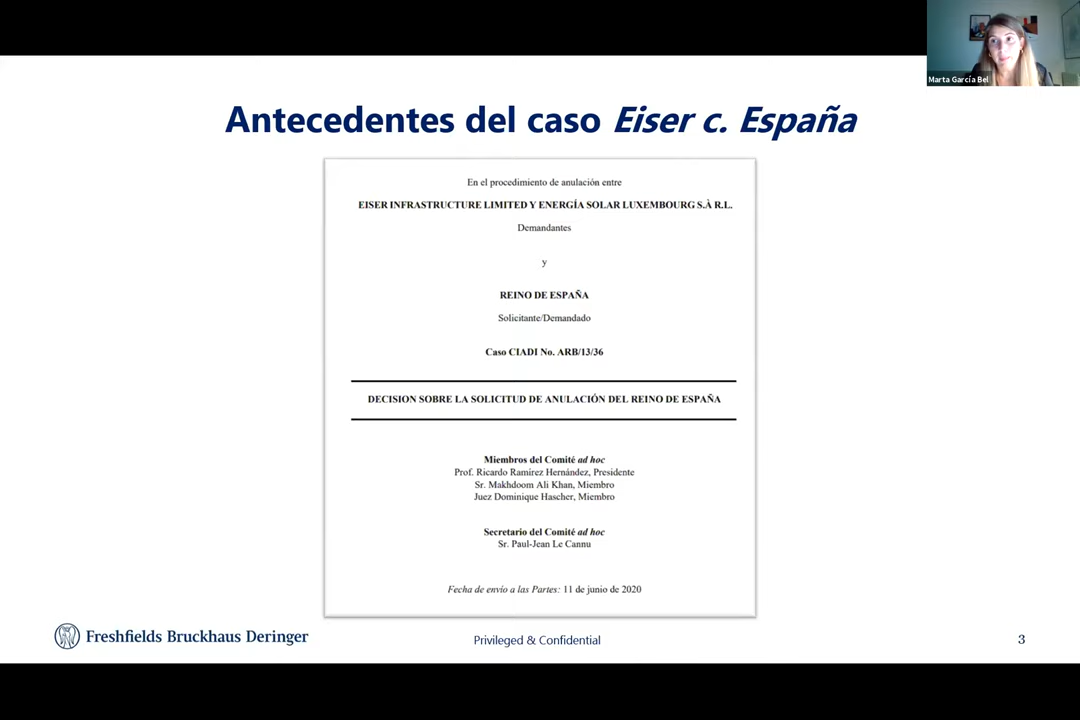 Marta García Bel
Antecedentes del caso Eiser c. España
En el procedimiento de anulación entre
EISER INFRASTRUCTURE LIMITED Y ENERGÍA SOLAR LUXEMBOURG S.À R.L.
Demandantes
y
REINO DE ESPAÑA
Solicitante/Demandado
Caso CIADI No. ARB/13/36
DECISION SOBRE LA SOLICITUD DE ANULACIÓN DEL REINO DE ESPAÑA
Miembros del Comité ad hoc
Prof. Ricardo Ramírez Hernández, Presidente
Sr. Makhdoom Ali Khan, Miembro
Juez Dominique Hascher, Miembro
Secretario del Comité ad hoc
Sr. Paul-Jean Le Cannu
Fecha de envío a las Partes: 11 de junio de 2020
Freshfields Bruckhaus Deringer
Privileged & Confidential
3